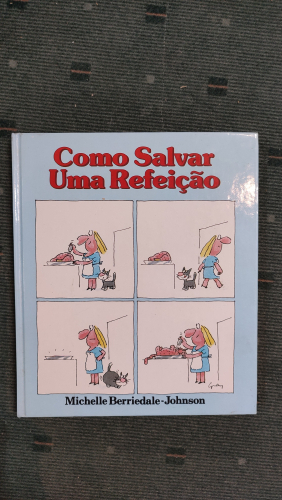 Como Salvar
Uma Refeição
Michelle Berriedale-Johnson